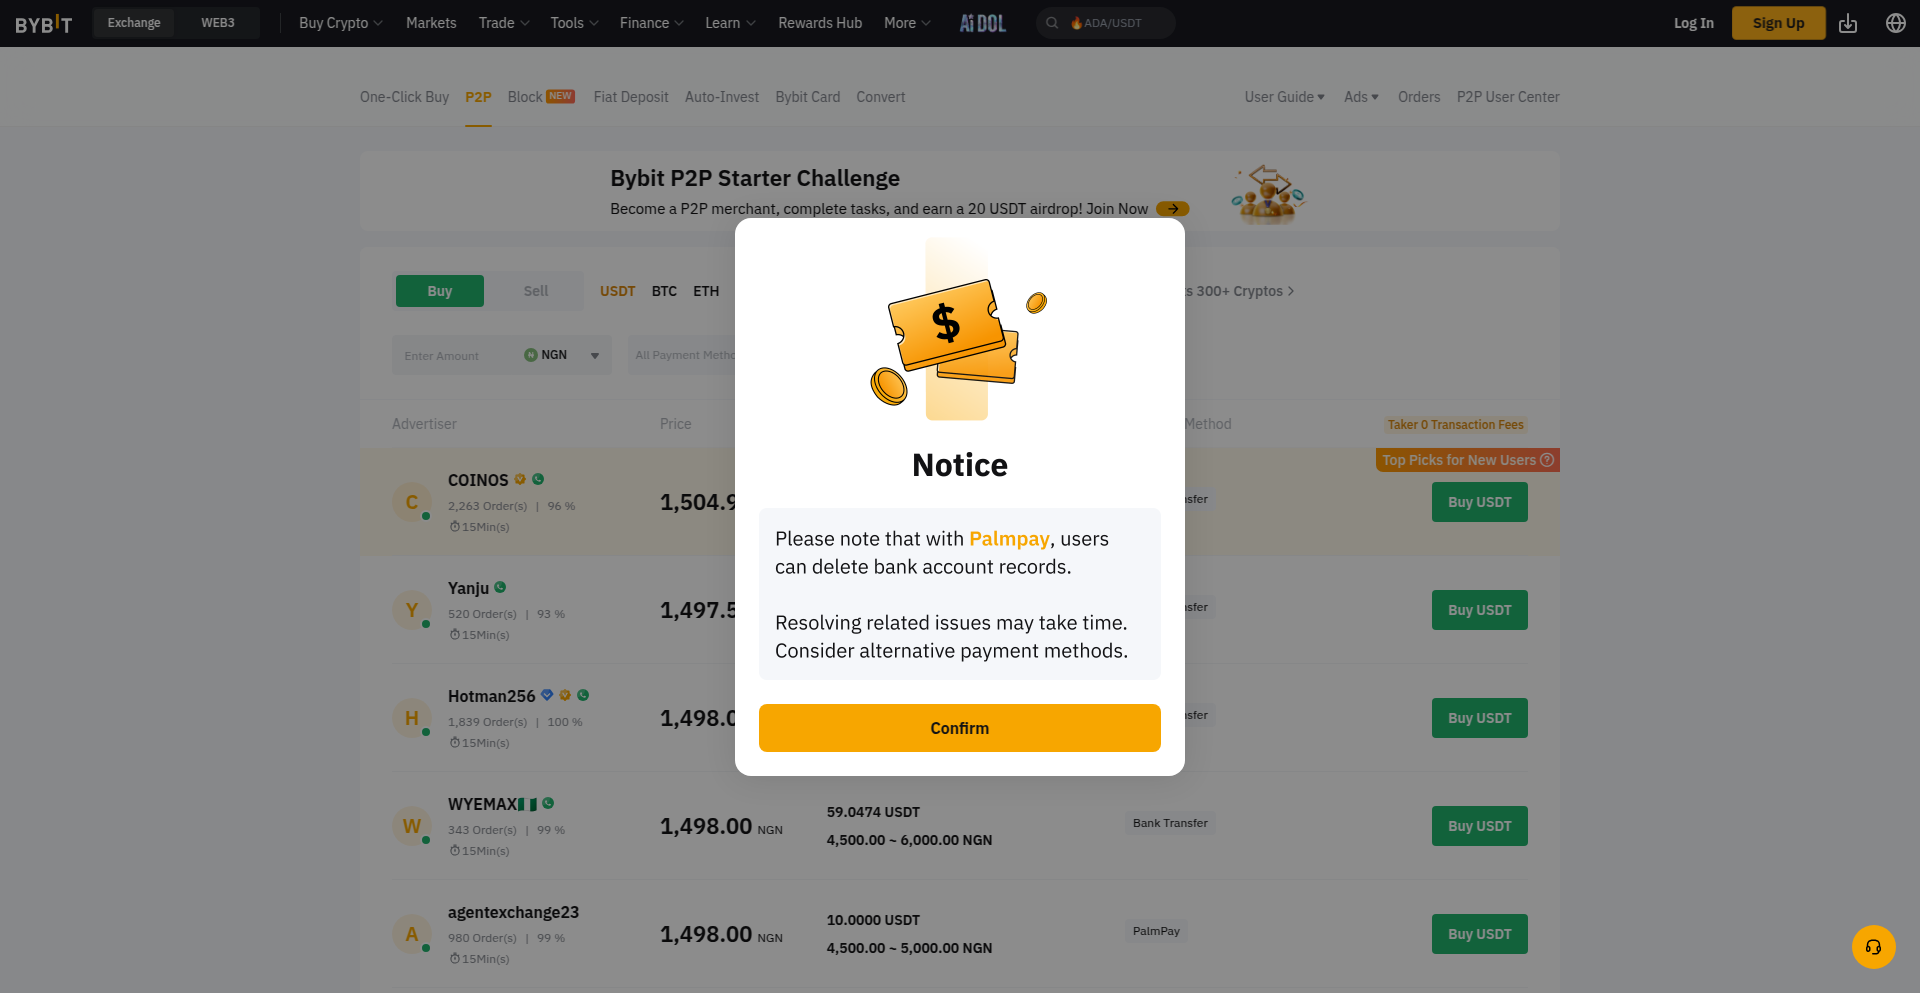 BYBIT Exchange WEB3 Buy Crypto Markets Trade Tools Finance Learn Rewards Hub More AiDOL 🔥ADA/USDT Log In Sign Up
One-Click Buy P2P Block NEW Fiat Deposit Auto-Invest Bybit Card Convert User Guide Ads Orders P2P User Center
Bybit P2P Starter Challenge
Become a P2P merchant, complete tasks, and earn a 20 USDT airdrop! Join Now
Buy Sell USDT BTC ETH 300+ Cryptos
Enter Amount NGN All Payment
Advertiser Price Method Taker 0 Transaction Fees
Top Picks for New Users
$
Notice
Please note that with Palmpay, users
can delete bank account records.
Resolving related issues may take time.
Consider alternative payment methods.
Confirm
C COINOS
2,263 Order(s) | 96 %
15Min(s)
1,504.9
Buy USDT
Y Yanju
520 Order(s) | 93 %
15Min(s)
1,497.5
Buy USDT
H Hotman256
1,839 Order(s) | 100 %
15Min(s)
1,498.0
Buy USDT
W WYEMAX🇳🇬
343 Order(s) | 99 %
15Min(s)
1,498.00 NGN
59.0474 USDT
4,500.00 ~ 6,000.00 NGN
Bank Transfer
Buy USDT
A agentexchange23
980 Order(s) | 99 %
15Min(s)
1,498.00 NGN
10.0000 USDT
4,500.00 ~ 5,000.00 NGN
PalmPay
Buy USDT